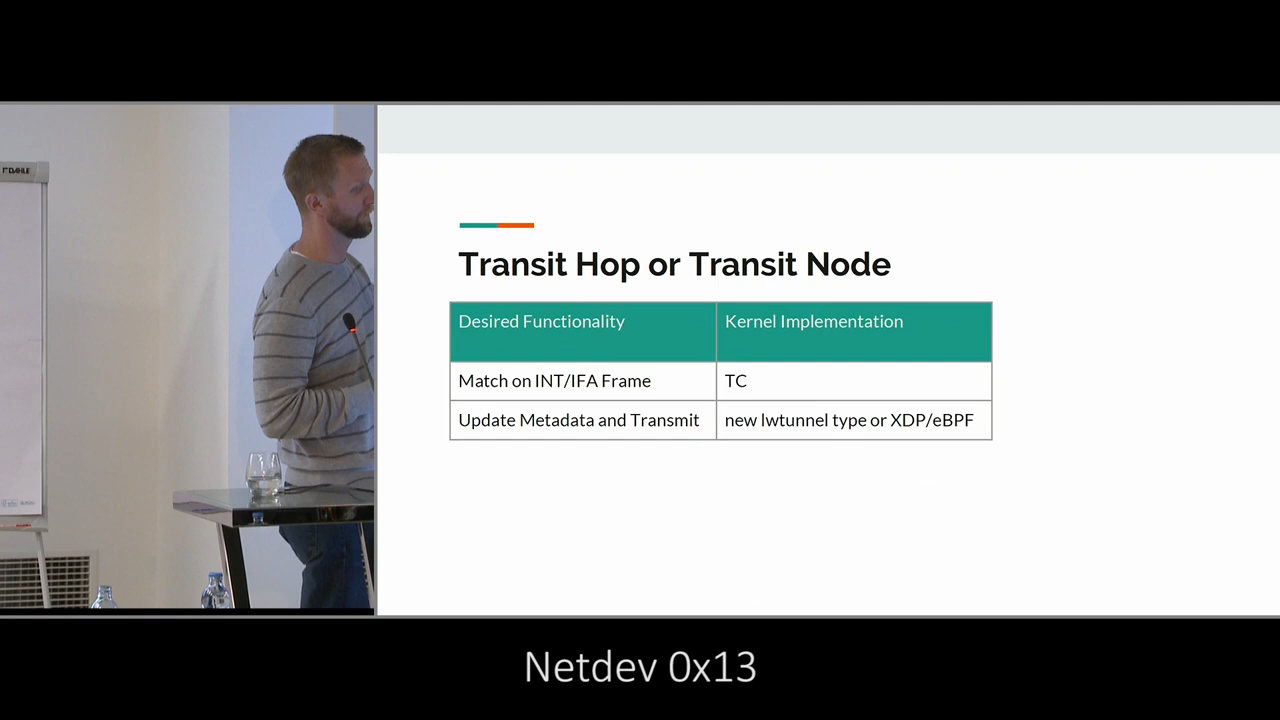 DAHLE
Transit Hop or Transit Node
Desired Functionality Kernel Implementation
Match on INT/IFA Frame TC
Update Metadata and Transmit new lwtunnel type or XDP/eBPF
Netdev 0x13